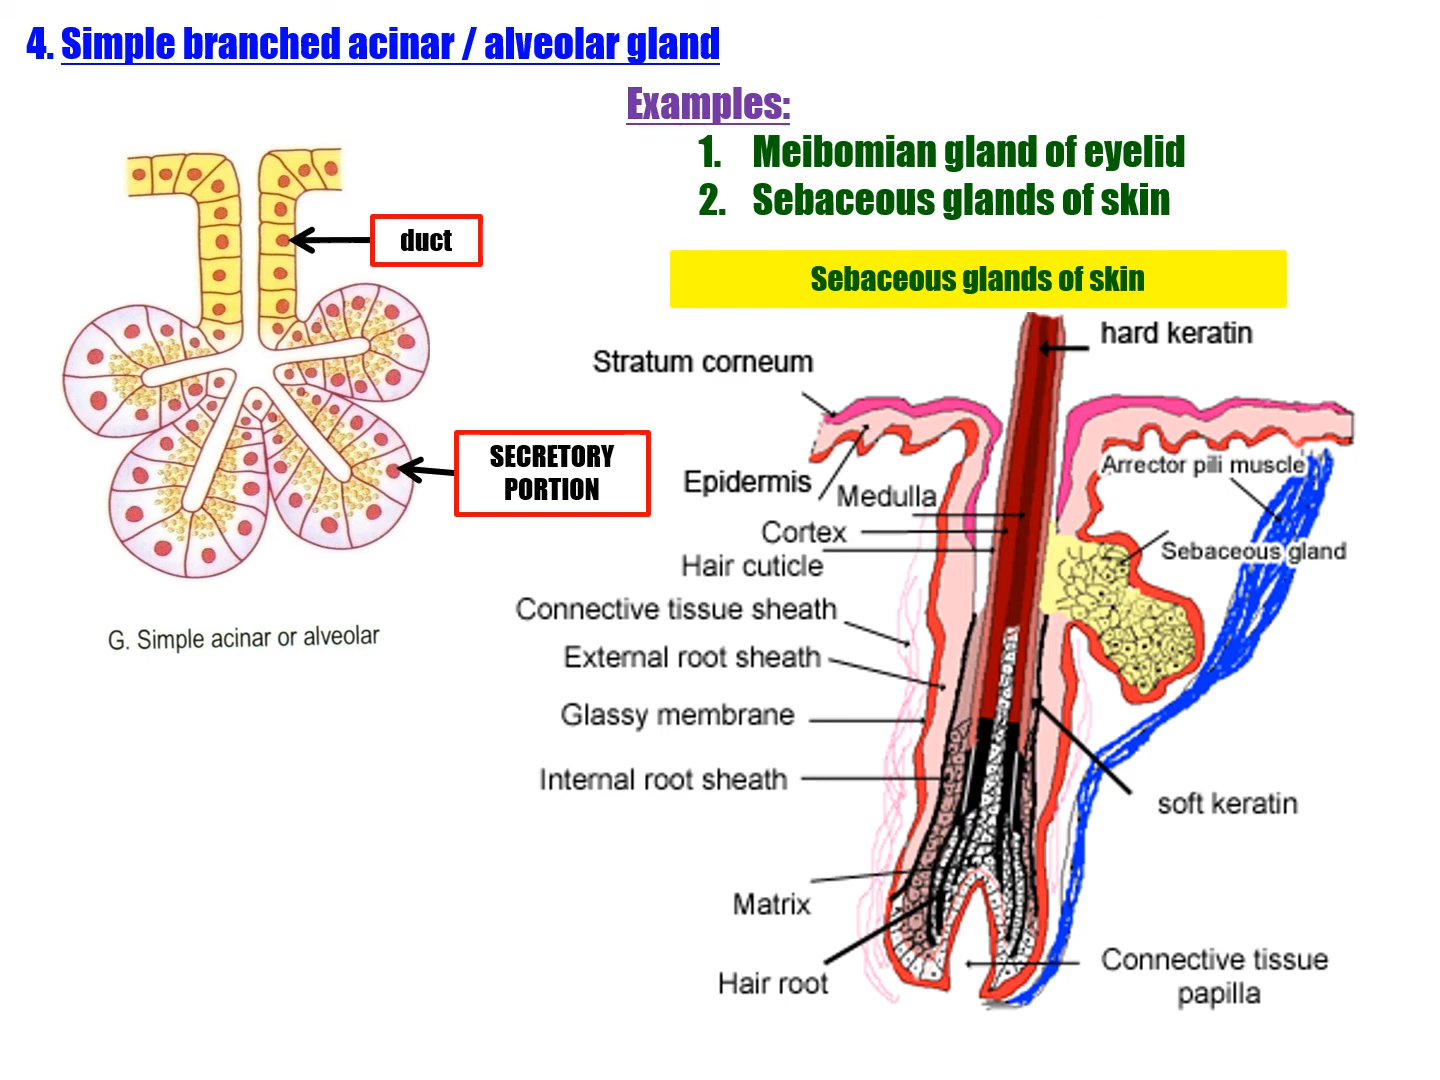 4. Simple branched acinar / alveolar gland
Examples:
1. Meibomian gland of eyelid
2. Sebaceous glands of skin
duct
SECRETORY
PORTION
G. Simple acinar or alveolar
Sebaceous glands of skin
hard keratin
Stratum corneum
Arrector pili muscle
Epidermis
Medulla
Cortex
Sebaceous gland
Hair cuticle
Connective tissue sheath
External root sheath
Glassy membrane
Internal root sheath
soft keratin
Matrix
Hair root
Connective tissue
papilla